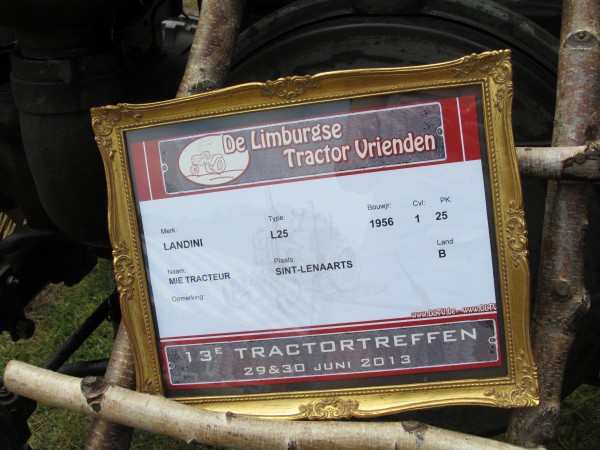 De Limburgse
Tractor Vrienden
Merk: Type: Bouwjr: Cyl: PK:
LANDINI L25 1956 1 25
Naam: Plaats: Land
MIE TRACTEUR SINT-LENAARTS B
Opmerking:
13E TRACTORTREFFEN
29&30 JUNI 2013